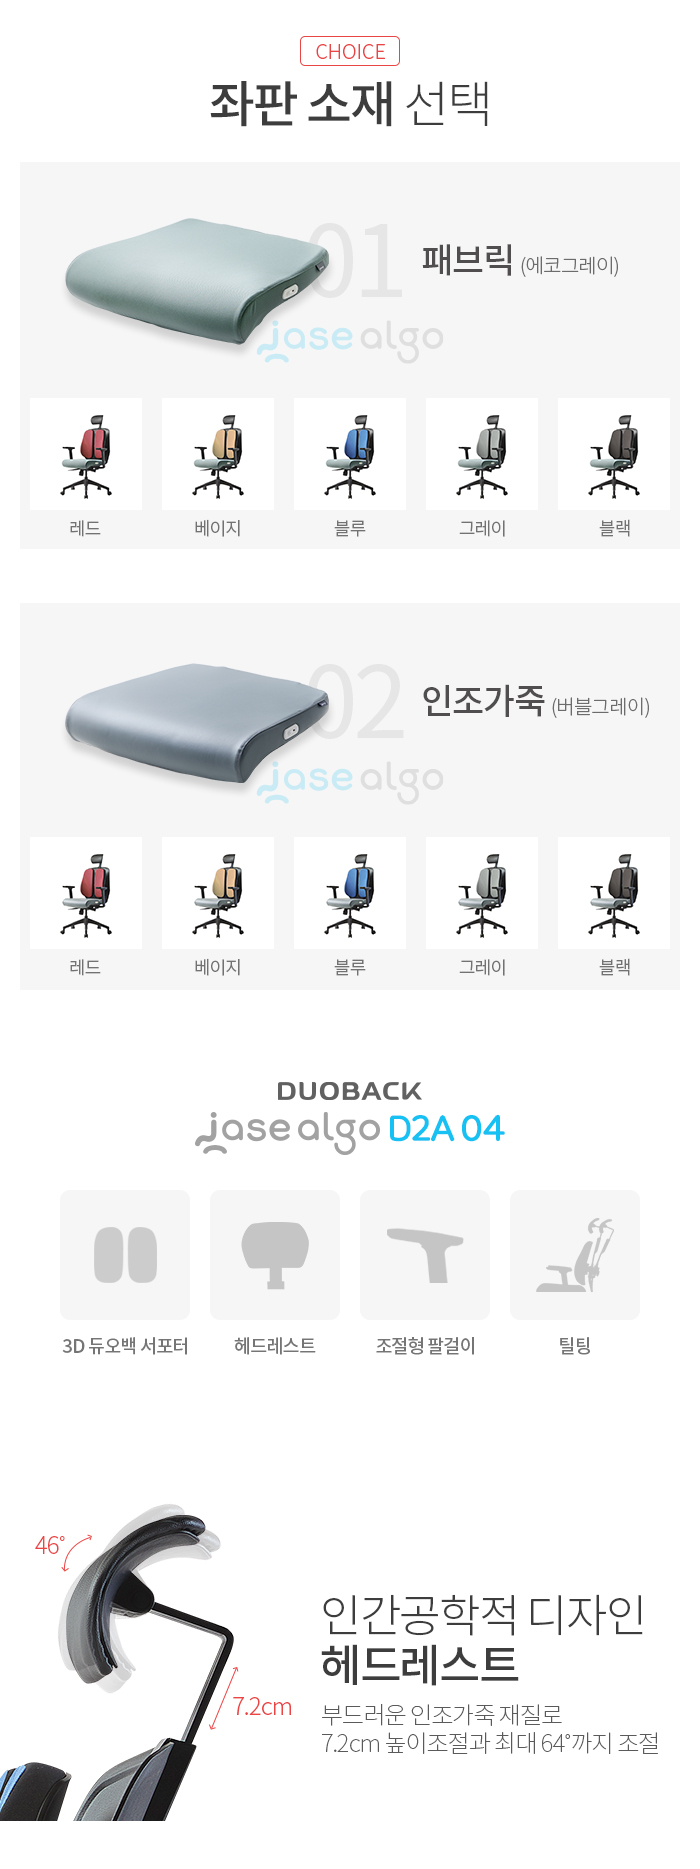 CHOICE
좌판 소재 선택
01
패브릭 (에코그레이)
jase algo
레드
베이지
블루
그레이
블랙
02
인조가죽 (버블그레이)
jase algo
레드
베이지
블루
그레이
블랙
DUOBACK
jase algo D2A 04
3D 듀오백 서포터
헤드레스트
조절형 팔걸이
틸팅
46°
7.2cm
인간공학적 디자인
헤드레스트
부드러운 인조가죽 재질로
7.2cm 높이조절과 최대 64°까지 조절